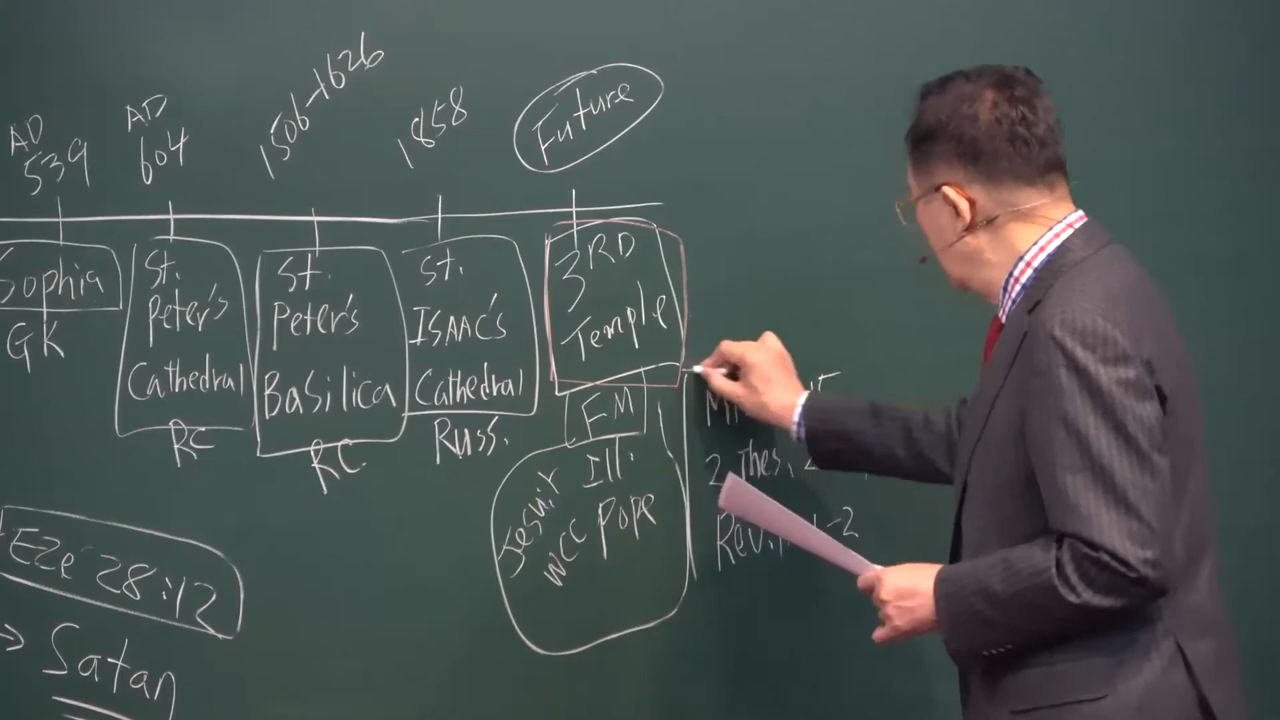 AD
539
AD
604
1506-1626
1858
Future
Sophia
GK
St.
Peter's
Cathedral
RC
St.
Peter's
Basilica
RC
St.
ISAAC's
Cathedral
Russ.
3RD
Temple
FM
Ill.
Jesuit
WCC Pope
2 Thes.
Rev. -2
Eze 28:12
→ Satan